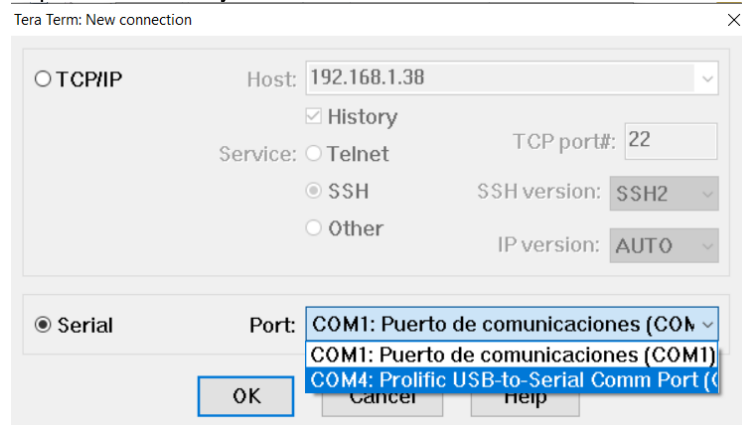 Tera Term: New connection
TCP/IP
Host: 192.168.1.38
History
Service: Telnet
TCP port#: 22
SSH
SSH version: SSH2
Other
IP version: AUTO
Serial
Port: COM1: Puerto de comunicaciones (COM
COM1: Puerto de comunicaciones (COM1)
COM4: Prolific USB-to-Serial Comm Port (
OK
Cancel
Help